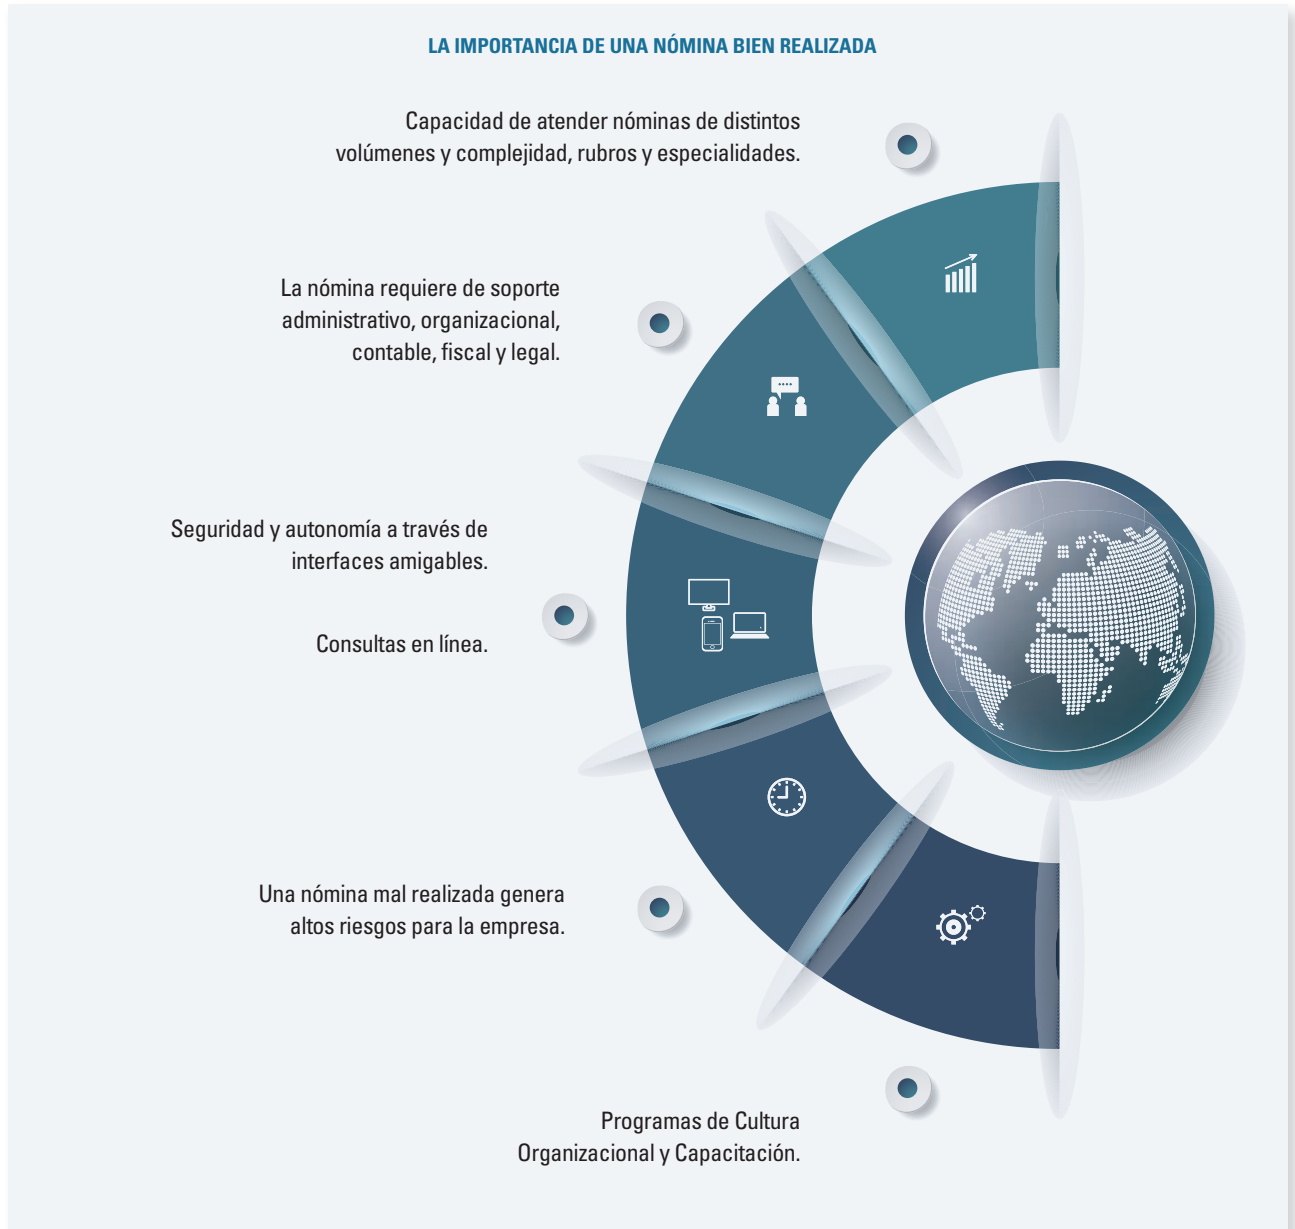 LA IMPORTANCIA DE UNA NÓMINA BIEN REALIZADA
Capacidad de atender nóminas de distintos
volúmenes y complejidad, rubros y especialidades.
La nómina requiere de soporte
administrativo, organizacional,
contable, fiscal y legal.
Seguridad y autonomía a través de
interfaces amigables.
Consultas en línea.
Una nómina mal realizada genera
altos riesgos para la empresa.
Programas de Cultura
Organizacional y Capacitación.